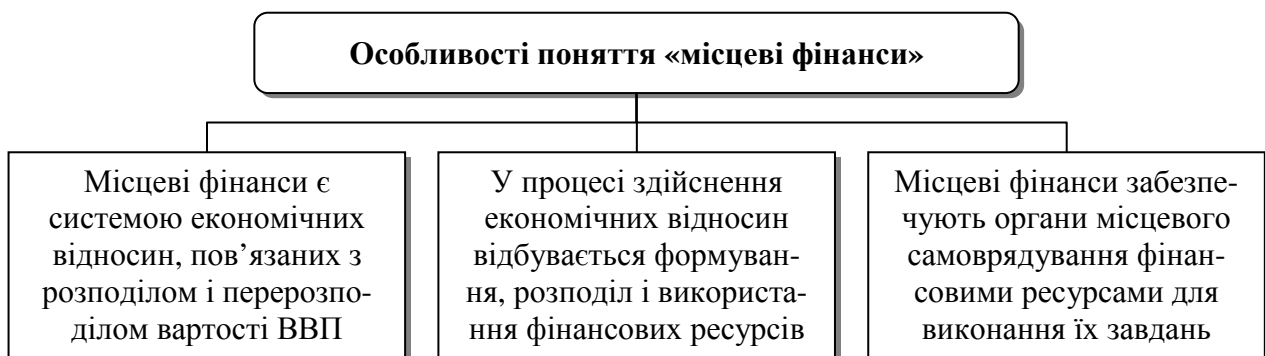 Особливості поняття «місцеві фінанси»
Місцеві фінанси є
системою економічних
відносин, пов’язаних з
розподілом і перерозпо-
ділом вартості ВВП
У процесі здійснення
економічних відносин
відбувається формуван-
ня, розподіл і використа-
ання фінансових ресурсів
Місцеві фінанси забезпе-
чують органи місцевого
самоврядування фінан-
совими ресурсами для
виконання їх завдань